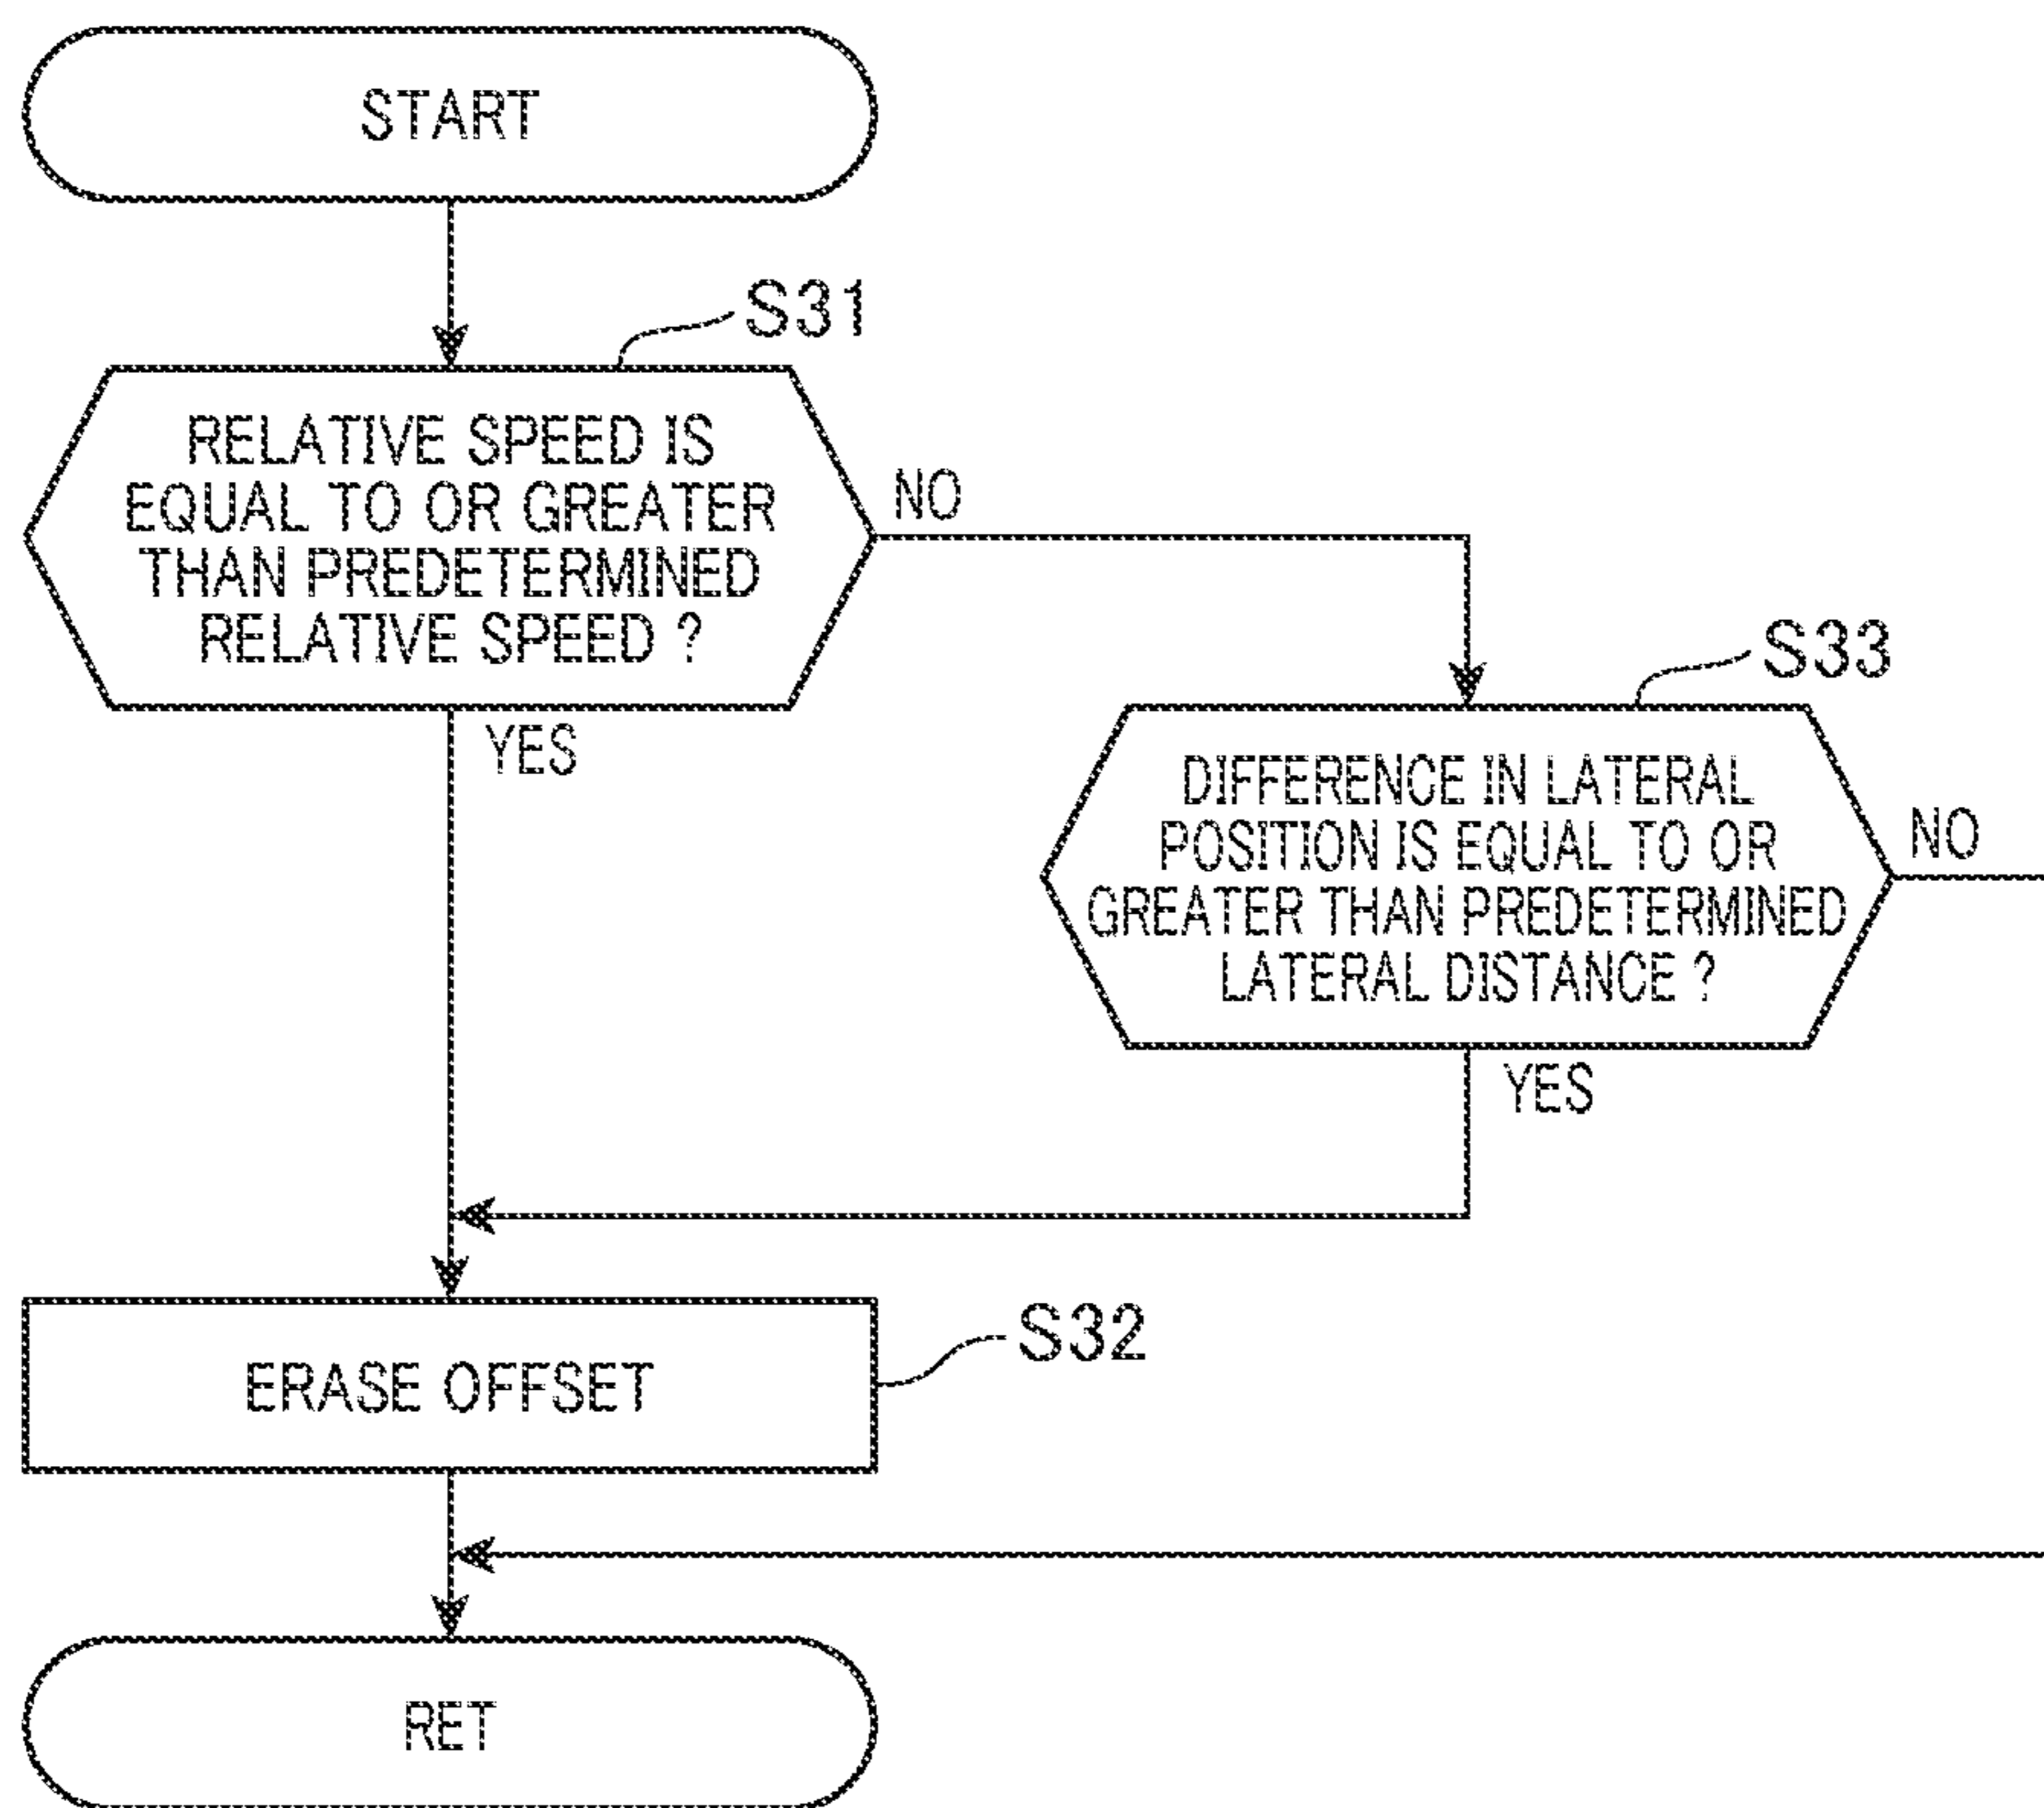 START
S31
RELATIVE SPEED IS
EQUAL TO OR GREATER
THAN PREDETERMINED
RELATIVE SPEED ?
NO
YES
S33
DIFFERENCE IN LATERAL
POSITION IS EQUAL TO OR
GREATER THAN PREDETERMINED
LATERAL DISTANCE ?
NO
YES
S32
ERASE OFFSET
RET